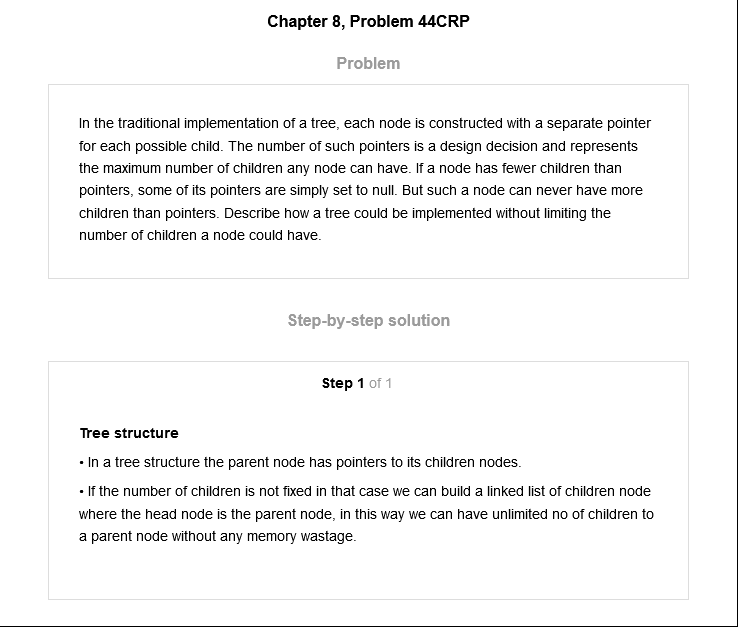 Chapter 8, Problem 44CRP
Problem
In the traditional implementation of a tree, each node is constructed with a separate pointer
for each possible child. The number of such pointers is a design decision and represents
the maximum number of children any node can have. If a node has fewer children than
pointers, some of its pointers are simply set to null. But such a node can never have more
children than pointers. Describe how a tree could be implemented without limiting the
number of children a node could have.
Step-by-step solution
Step 1 of 1
Tree structure
• In a tree structure the parent node has pointers to its children nodes.
• If the number of children is not fixed in that case we can build a linked list of children node
where the head node is the parent node, in this way we can have unlimited no of children to
a parent node without any memory wastage.